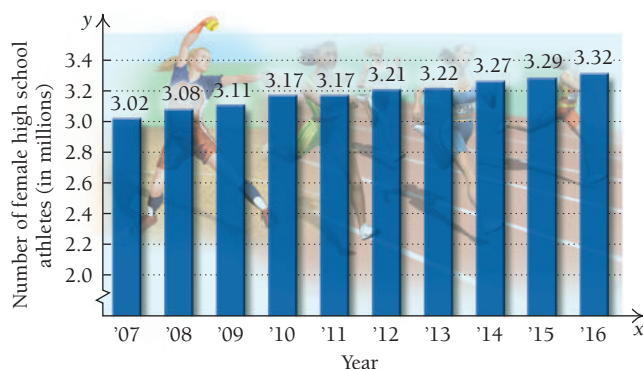 y
Number of female high school
athletes (in millions)
3.4
3.2
3.0
2.8
2.6
2.4
2.2
2.0
3.02 3.08 3.11 3.17 3.17 3.21 3.22 3.27 3.29 3.32
'07 '08 '09 '10 '11 '12 '13 '14 '15 '16 x
Year